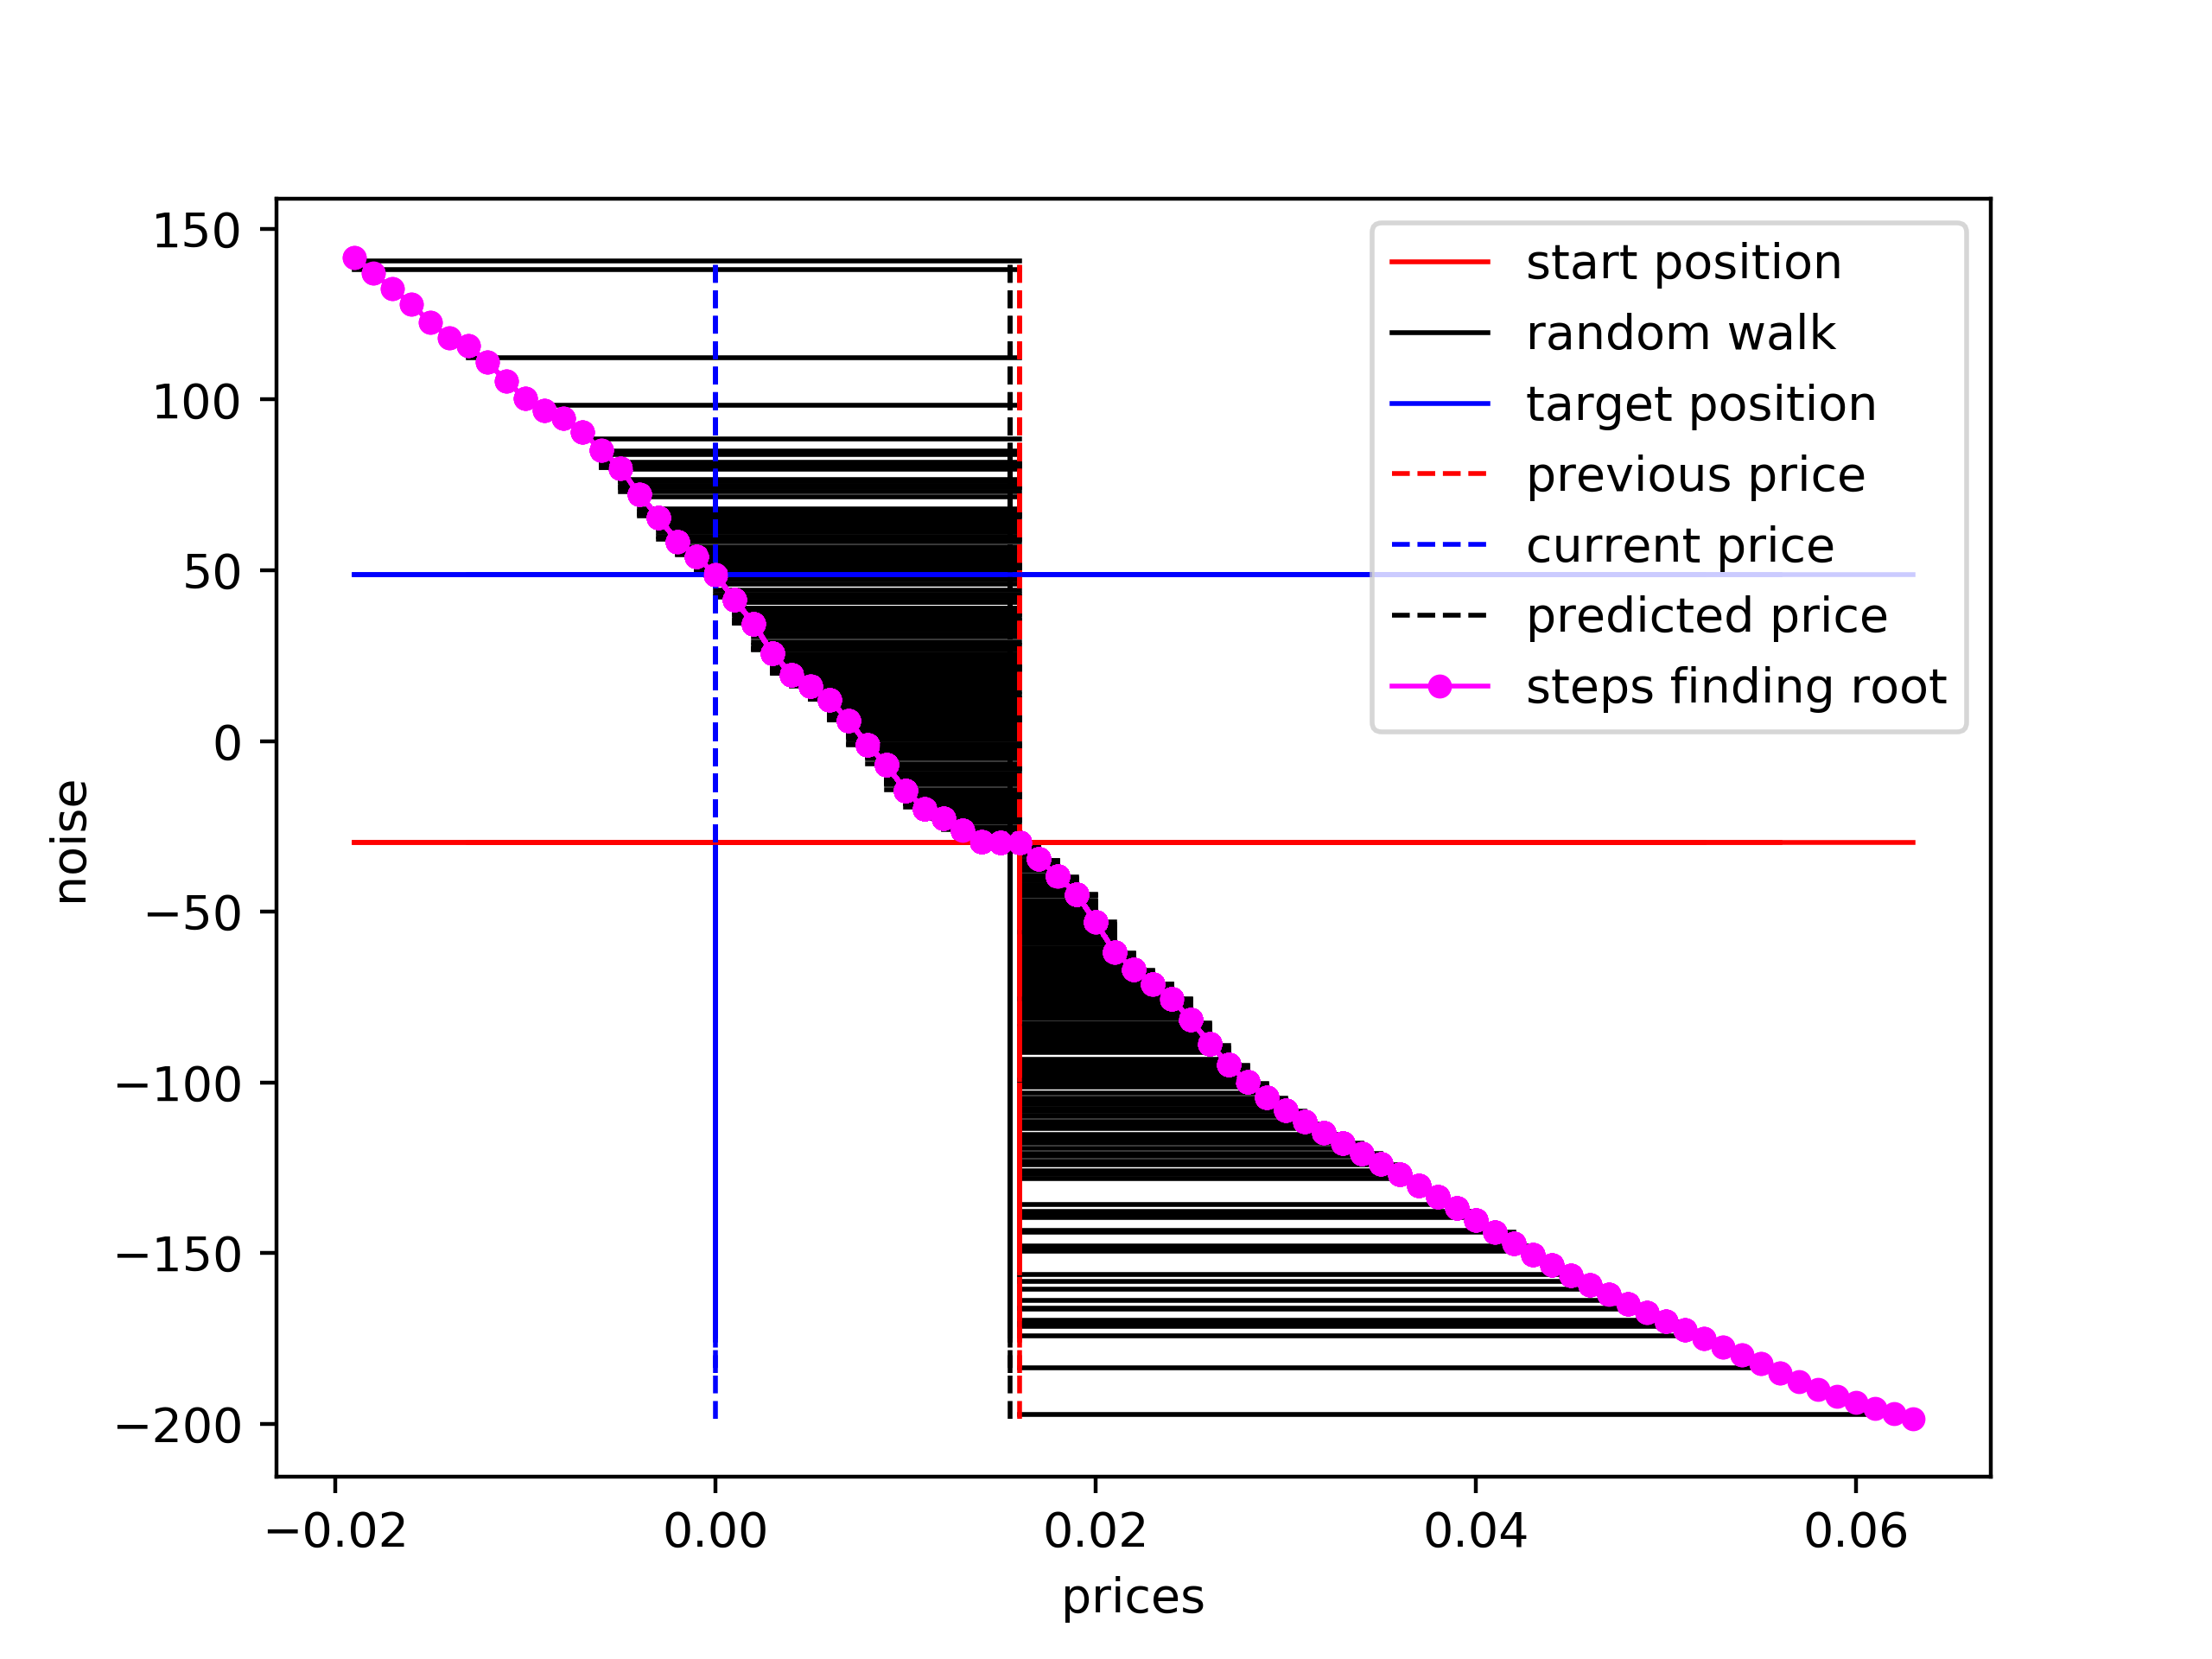 150
100
50
0
−50
−100
−150
−200
noise
−0.02
0.00
0.02
0.04
0.06
prices
start position
random walk
target position
previous price
current price
predicted price
steps finding root